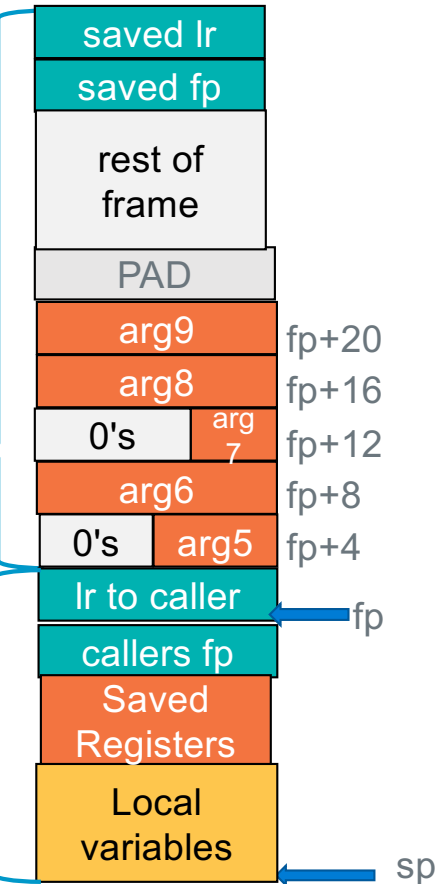 saved lr
saved fp
rest of
frame
PAD
arg9 fp+20
arg8 fp+16
0's arg
7 fp+12
arg6 fp+8
0's arg5 fp+4
lr to caller
fp
callers fp
Saved
Registers
Local
variables
sp